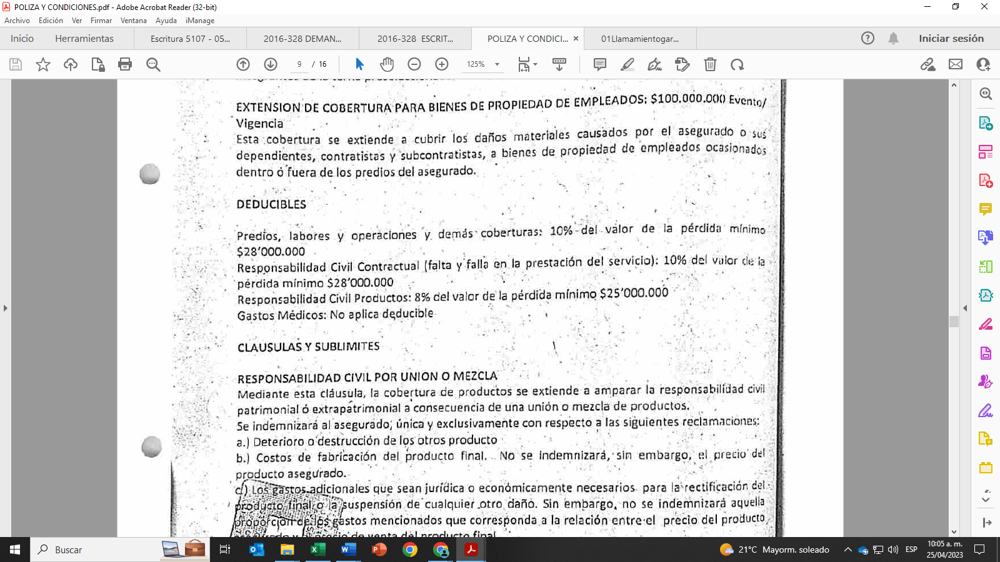 POLIZA Y CONDICIONES.pdf - Adobe Acrobat Reader (32-bit)
Archivo Edición Ver Firmar Ventana Ayuda iManage
Inicio Herramientas Escritura 5107 - 05... 2016-328 DEMAN... 2016-328 ESCRIT... POLIZA Y CONDICI... × 01Llamamientogar... Iniciar sesión
9 / 16 125%
EXTENSION DE COBERTURA PARA BIENES DE PROPIEDAD DE EMPLEADOS: $100.000.000 Evento/
Vigencia
Esta cobertura se extiende a cubrir los daños materiales causados por el asegurado o sus
dependientes, contratistas y subcontratistas, a bienes de propiedad de empleados ocasionados
dentro ó fuera de los predios del asegurado.
DEDUCIBLES
Predios, labores y operaciones y demás coberturas: 10% del valor de la pérdida mínimo
$28'000.000
Responsabilidad Civil Contractual (falta y falla en la prestación del servicio): 10% del valor de la
pérdida mínimo $28'000.000
Responsabilidad Civil Productos: 8% del valor de la pérdida mínimo $25'000.000
Gastos Médicos: No aplica deducible
CLAUSULAS Y SUBLIMITES
RESPONSABILIDAD CIVIL POR UNION O MEZCLA
Mediante esta cláusula, la cobertura de productos se extiende a amparar la responsabilidad civil
patrimonial ó extrapatrimonial a consecuencia de una unión o mezcla de productos.
Se indemnizará al asegurado, única y exclusivamente con respecto a las siguientes reclamaciones:
a.) Deterioro o destrucción de los otros producto
b.) Costos de fabricación del producto final. No se indemnizará, sin embargo, el precio del
producto asegurado.
c.) Los gastos adicionales que sean jurídica o económicamente necesarios para la rectificación del
producto final o la suspensión de cualquier otro daño. Sin embargo, no se indemnizará aquella
proporción de los gastos mencionados que corresponda a la relación entre el precio del producto
precio de venta del producto final
Buscar 21°C Mayorm. soleado ESP 10:05 a. m.
25/04/2023